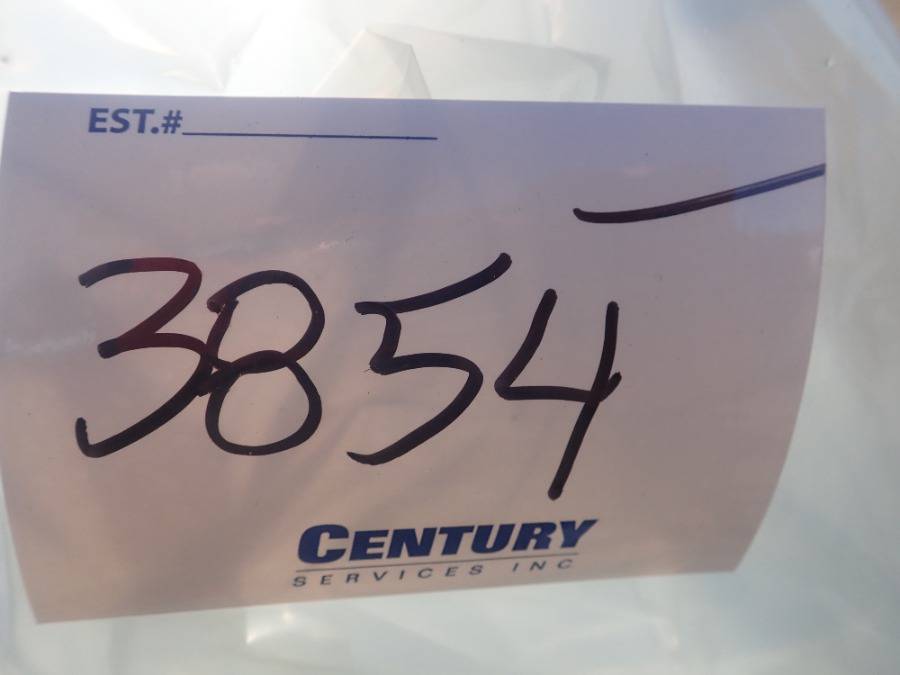 EST.#
3854
CENTURY
SERVICES INC